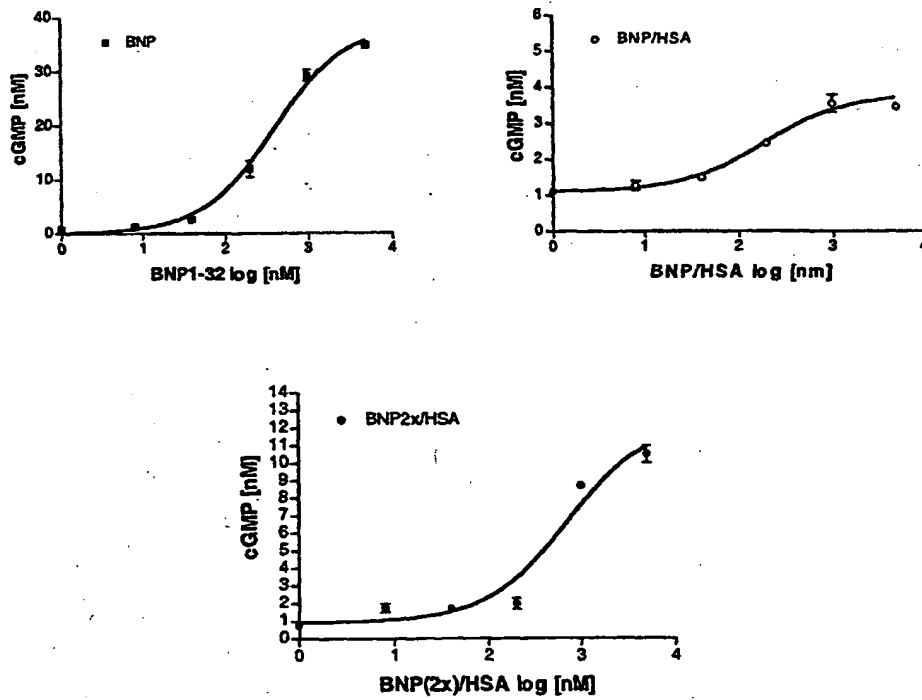 40
30
20
10
0
cGMP [nM]
BNP
0 1 2 3 4
BNP1-32 log [nM]
6
5
4
3
2
1
0
cGMP [nM]
BNP/HSA
0 1 2 3 4
BNP/HSA log [nm]
14
13
12
11
10
9
8
7
6
5
4
3
2
1
0
cGMP [nM]
BNP2x/HSA
0 1 2 3 4
BNP(2x)/HSA log [nM]